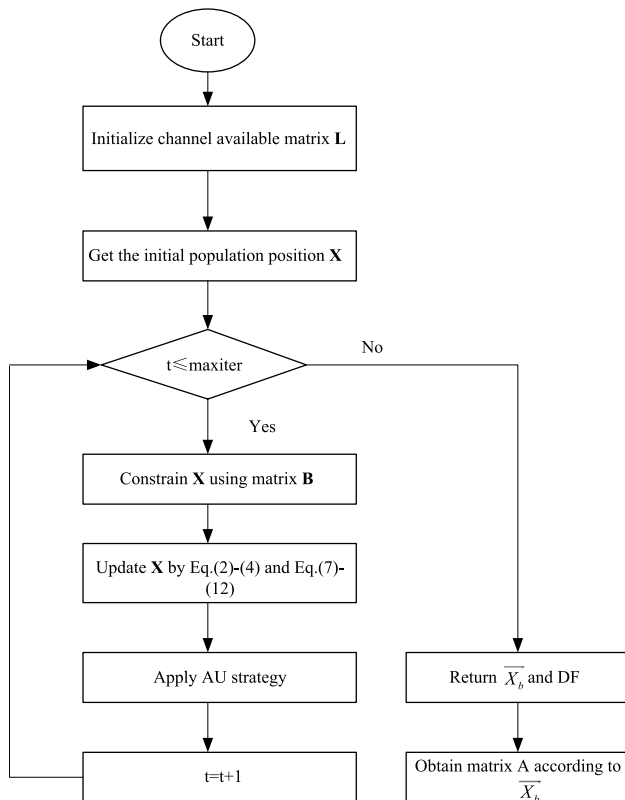 Start
Initialize channel available matrix L
Get the initial population position X
t⩽maxiter
No
Yes
Constrain X using matrix B
Update X by Eq.(2)-(4) and Eq.(7)-
(12)
Apply AU strategy
t=t+1
Return $\overrightarrow{X_b}$ and DF
Obtain matrix A according to
$\overrightarrow{X_b}$